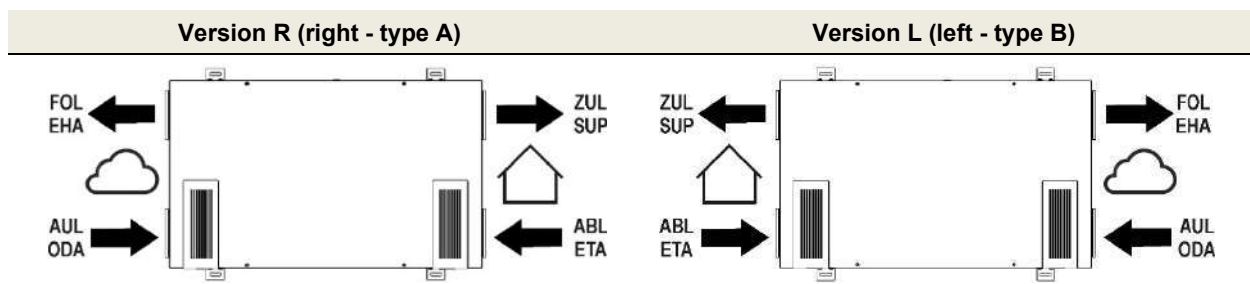 Version R (right - type A)
Version L (left - type B)
FOL
EHA
ZUL
SUP
AUL
ODA
ABL
ETA
ZUL
SUP
FOL
EHA
ABL
ETA
AUL
ODA